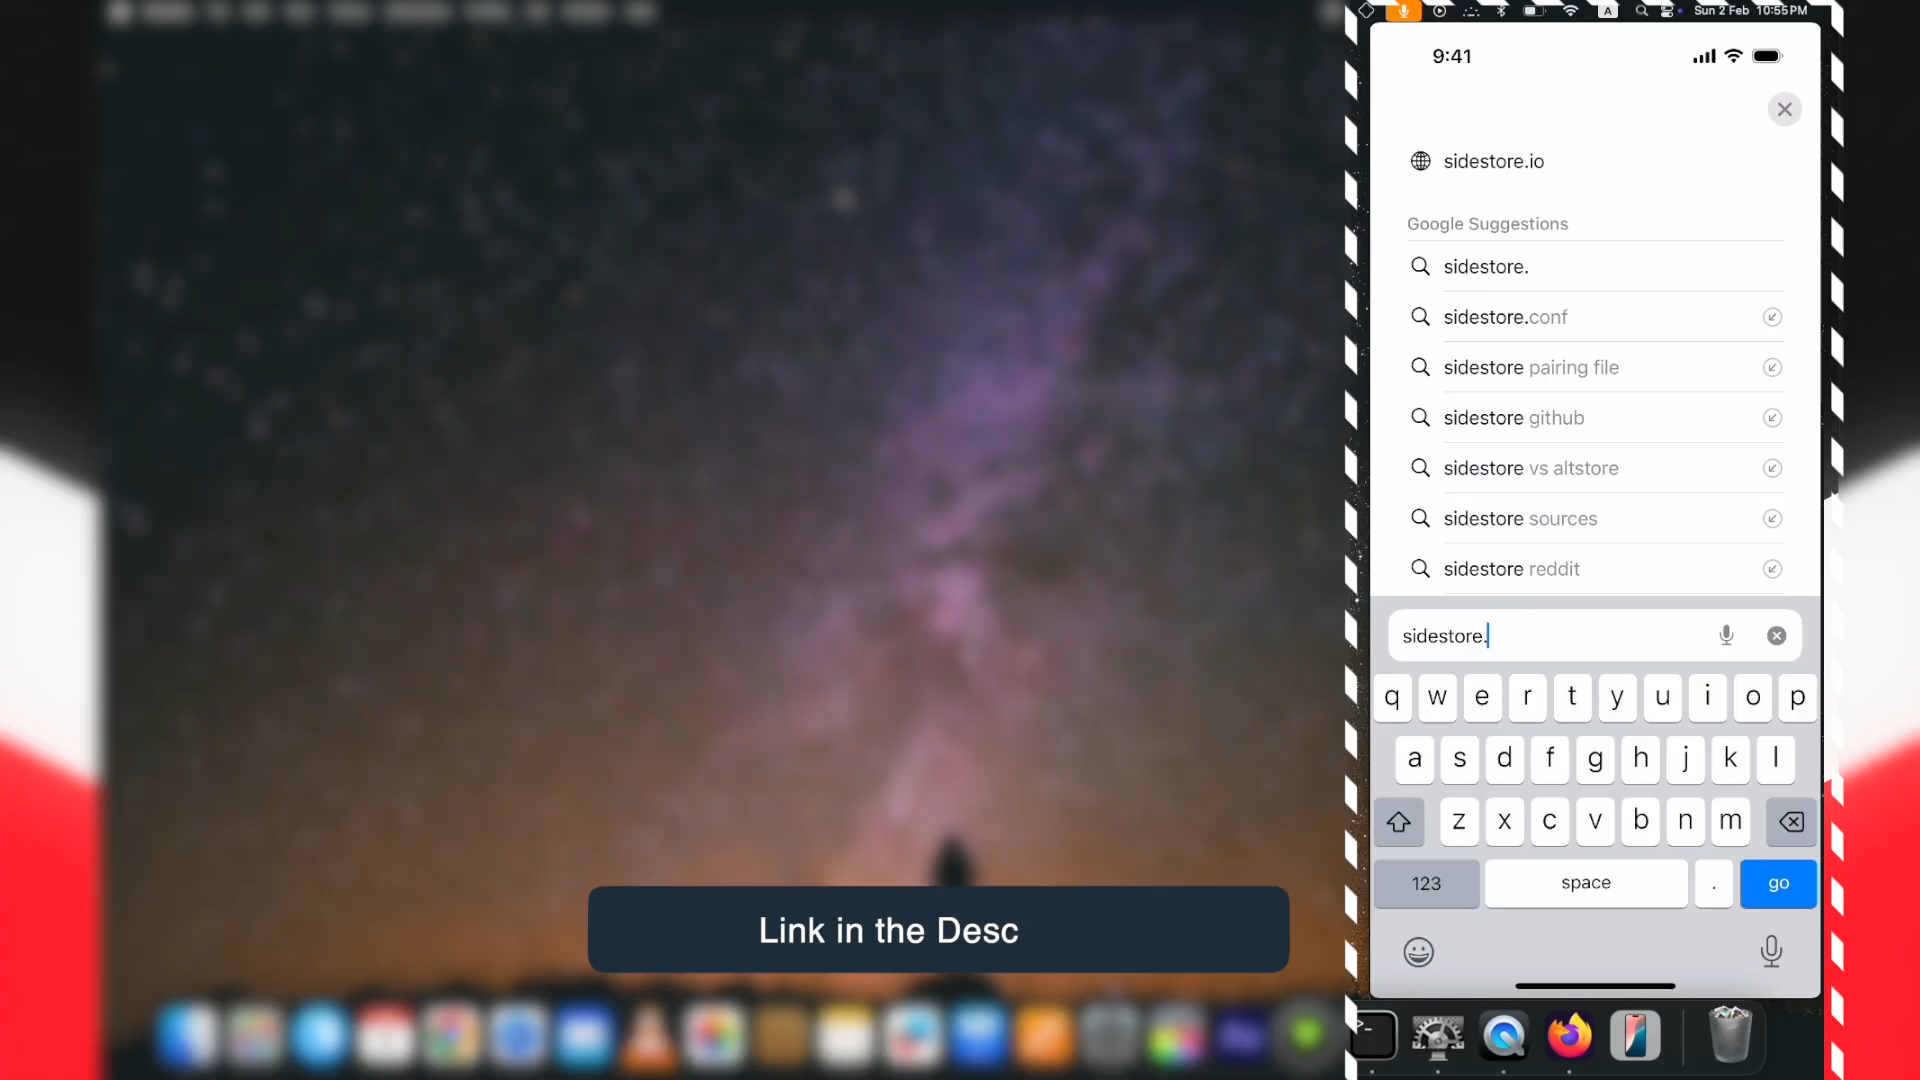 A
Sun 2 Feb 10:55 PM
9:41
sidestore.io
Google Suggestions
sidestore.
sidestore.conf
sidestore pairing file
sidestore github
sidestore vs altstore
sidestore sources
sidestore reddit
sidestore.
q w e r t y u i o p
a s d f g h j k l
z x c v b n m
123 space . go
Link in the Desc